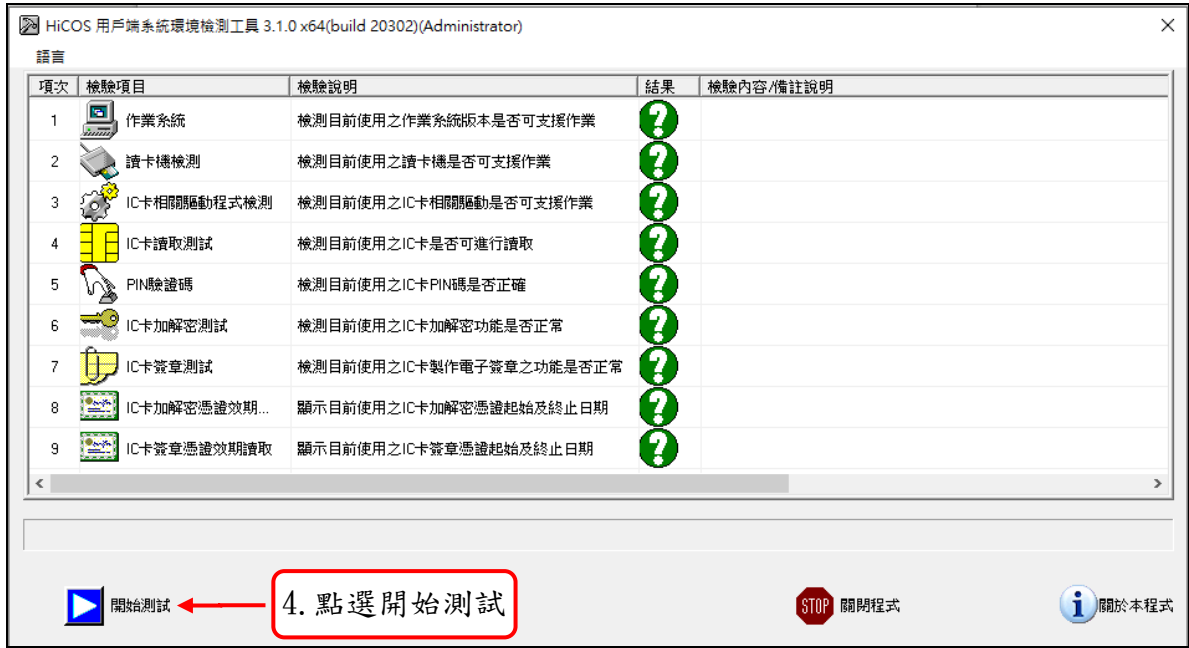 HiCOS 用戶端系統環境檢測工具 3.1.0 x64(build 20302)(Administrator)
語言
項次 檢驗項目 檢驗說明 結果 檢驗內容/備註說明
1 作業系統 檢測目前使用之作業系統版本是否可支援作業
2 讀卡機檢測 檢測目前使用之讀卡機是否可支援作業
3 IC卡相關驅動程式檢測 檢測目前使用之IC卡相關驅動是否可支援作業
4 IC卡讀取測試 檢測目前使用之IC卡是否可進行讀取
5 PIN驗證碼 檢測目前使用之IC卡PIN碼是否正確
6 IC卡加解密測試 檢測目前使用之IC卡加解密功能是否正常
7 IC卡簽章測試 檢測目前使用之IC卡製作電子簽章之功能是否正常
8 IC卡加解密憑證效期... 顯示目前使用之IC卡加解密憑證起始及終止日期
9 IC卡簽章憑證效期讀取 顯示目前使用之IC卡簽章憑證起始及終止日期
開始測試 4.點選開始測試 STOP 關閉程式 i 關於本程式